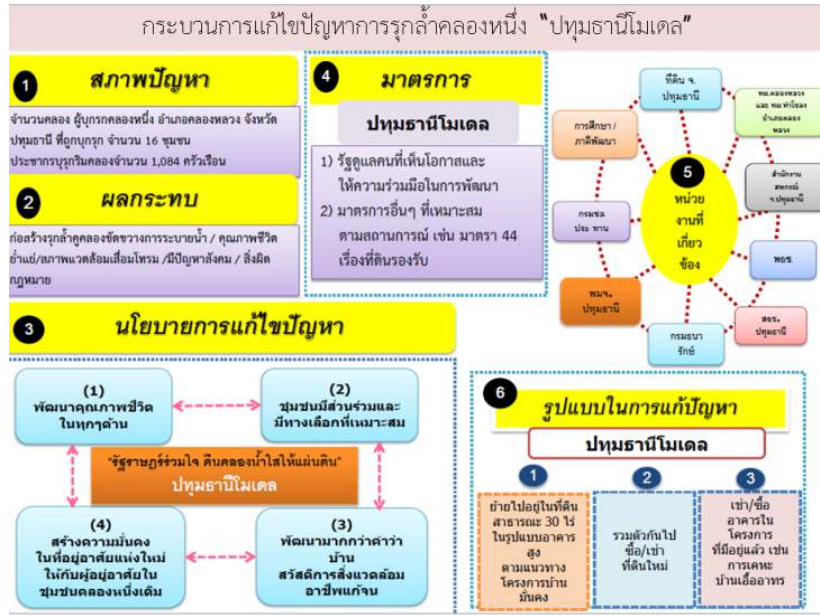 กระบวนการแก้ไขปัญหาการรุกล้ำคลองหนึ่ง "ปทุมธานีโมเดล"
1
สภาพปัญหา
จำนวนคลอง ผู้บุกรุกคลองหนึ่ง อำเภอคลองหลวง จังหวัด
ปทุมธานี ที่ถูกบุกรุก จำนวน 16 ชุมชน
ประชากรบุรุกริมคลองจำนวน 1,084 ครัวเรือน
2
ผลกระทบ
ก่อสร้างรุกล้ำคูคลองขัดขวางการระบายน้ำ / คุณภาพชีวิต
ย่ำแย่/สภาพแวดล้อมเสื่อมโทรม /มีปัญหาสังคม / สิ่งผิด
กฎหมาย
3
นโยบายการแก้ไขปัญหา
(1)
พัฒนาคุณภาพชีวิต
ในทุกๆด้าน
(2)
ชุมชนมีส่วนร่วมและ
มีทางเลือกที่เหมาะสม
"รัฐราษฎร์ร่วมใจ คืนคลองน้ำใสให้แผ่นดิน"
ปทุมธานีโมเดล
(4)
สร้างความมั่นคง
ในที่อยู่อาศัยแห่งใหม่
ให้กับผู้อยู่อาศัยใน
ชุมชนคลองหนึ่งเดิม
(3)
พัฒนามากกว่าคำว่า
บ้าน
สวัสดิการสิ่งแวดล้อม
อาชีพแก้จน
4
มาตรการ
ปทุมธานีโมเดล
1) รัฐดูแลคนที่เห็นโอกาสและ
ให้ความร่วมมือในการพัฒนา
2) มาตรการอื่นๆ ที่เหมาะสม
ตามสถานการณ์ เช่น มาตรา 44
เรื่องที่ดินรองรับ
5
หน่วย
งานที่
เกี่ยว
ข้อง
ที่ดิน จ.
ปทุมธานี
ทม.คลองหลวง
และ ทม.ท่าโขลง
อำเภอคลอง
หลวง
สำนักงาน
สหกรณ์
จ.ปทุมธานี
พอช.
สอช.
ปทุมธานี
กรมธนา
รักษ์
พมจ.
ปทุมธานี
กรมชล
ประ ทาน
การศึกษา /
ภาคีพัฒนา
6
รูปแบบในการแก้ปัญหา
ปทุมธานีโมเดล
1
ย้ายไปอยู่ในที่ดิน
สาธารณะ 30 ไร่
ในรูปแบบอาคาร
สูง
ตามแนวทาง
โครงการบ้าน
มั่นคง
2
รวมตัวกันไป
ซื้อ/เช่า
ที่ดินใหม่
3
เช่า/ซื้อ
อาคารใน
โครงการ
ที่มีอยู่แล้ว เช่น
การเคหะ
บ้านเอื้ออาทร